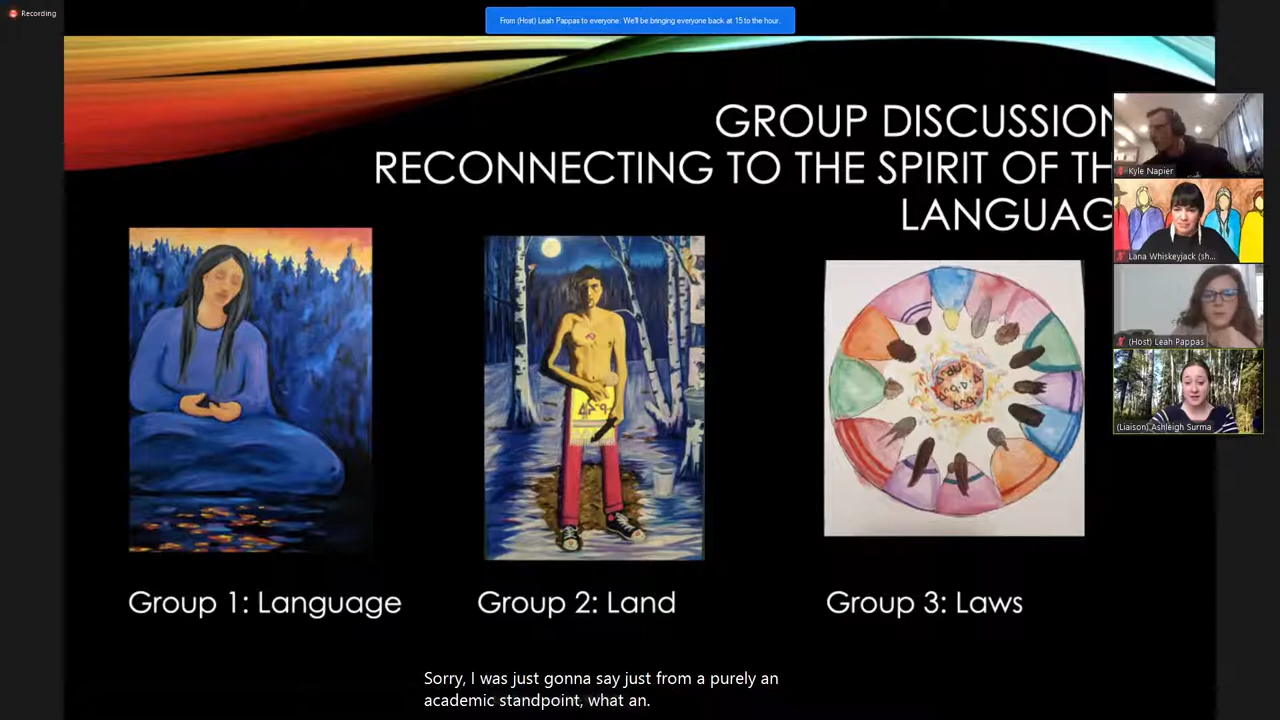 Recording
From (Host) Leah Pappas to everyone: We'll be bringing everyone back at 15 to the hour.
GROUP DISCUSSION
RECONNECTING TO THE SPIRIT OF TH
LANGUAG
Kyle Napier
Lana Whiskeyjack (sh...
(Host) Leah Pappas
(Liaison) Ashleigh Surma
Group 1: Language
Group 2: Land
Group 3: Laws
Sorry, I was just gonna say just from a purely an
academic standpoint, what an.